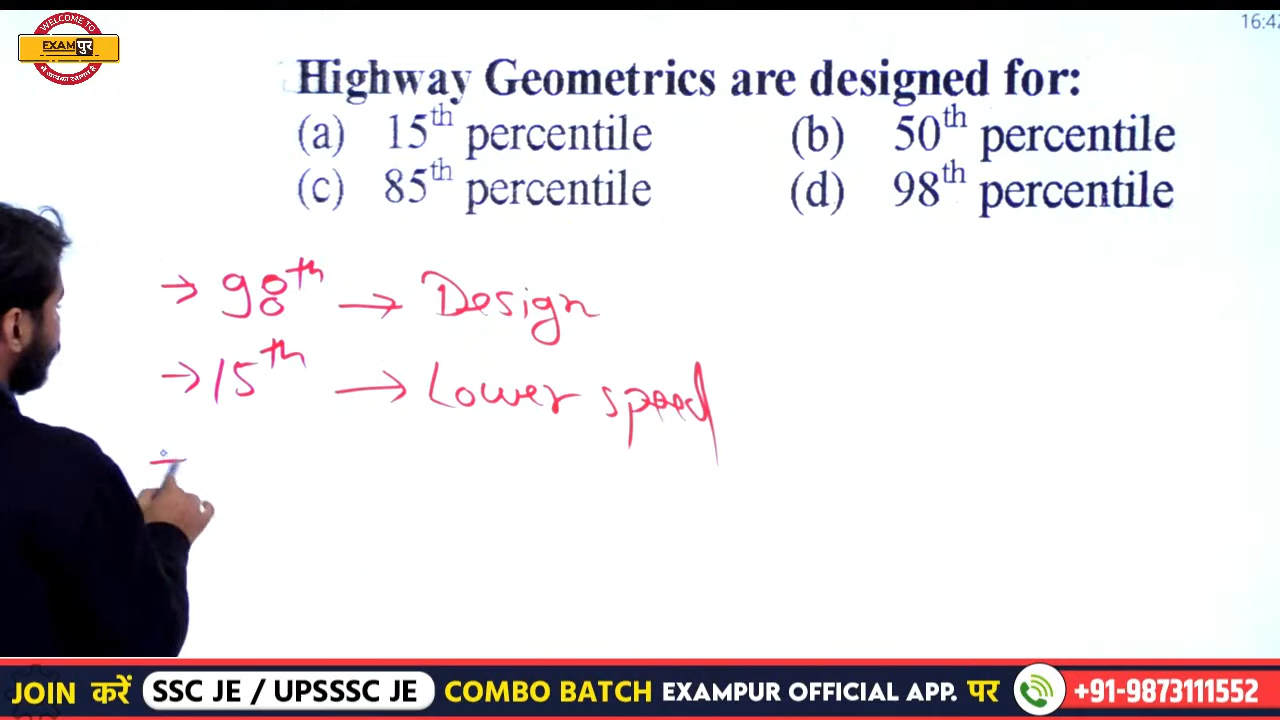 16:42
WELCOME TO
EXAMपुर
Highway Geometrics are designed for:
(a) 15th percentile (b) 50th percentile
(c) 85th percentile (d) 98th percentile
→ 98th → Design
→ 15th → Lower speed
JOIN करें SSC JE / UPSSSC JE COMBO BATCH EXAMPUR OFFICIAL APP. पर +91-9873111552